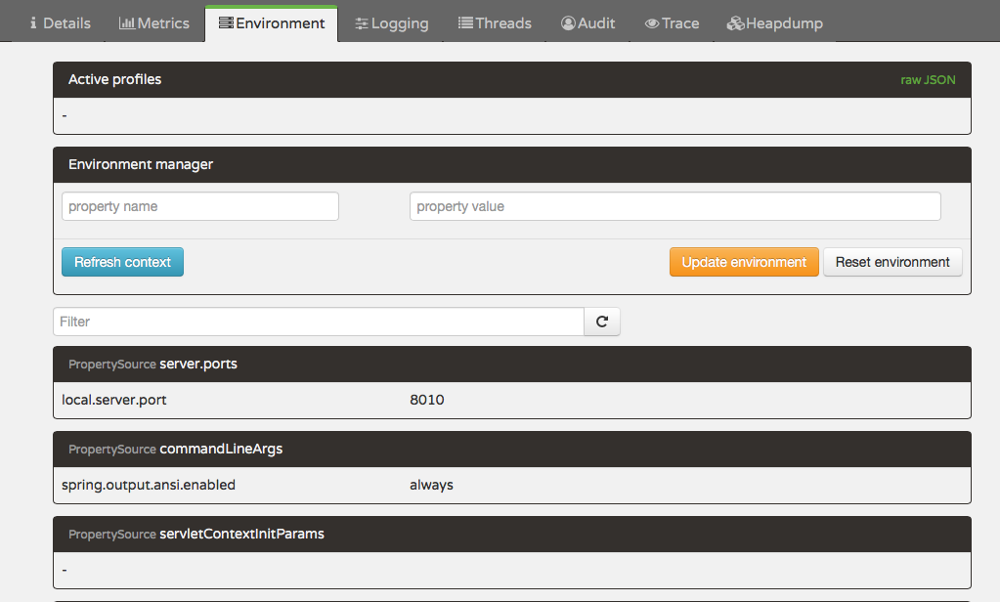 Details Metrics Environment Logging Threads Audit Trace Heapdump
Active profiles raw JSON
-
Environment manager
property name property value
Refresh context Update environment Reset environment
Filter
PropertySource server.ports
local.server.port 8010
PropertySource commandLineArgs
spring.output.ansi.enabled always
PropertySource servletContextInitParams
-